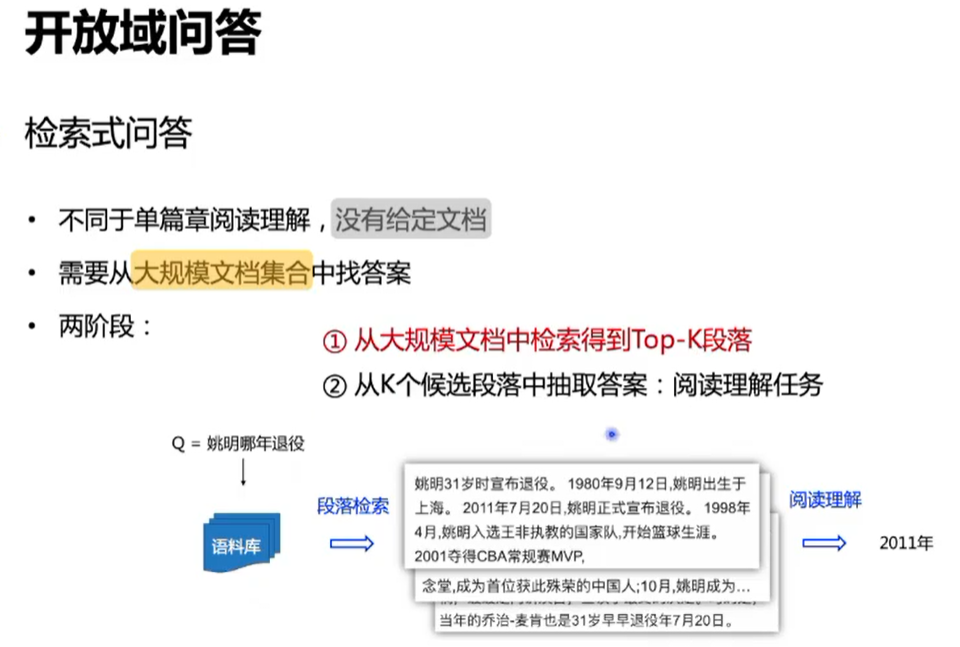 开放域问答
检索式问答
• 不同于单篇章阅读理解，没有给定文档
• 需要从大规模文档集合中找答案
• 两阶段：
① 从大规模文档中检索得到Top-K段落
② 从K个候选段落中抽取答案：阅读理解任务
Q = 姚明哪年退役
语料库
段落检索
姚明31岁时宣布退役。 1980年9月12日,姚明出生于
上海。 2011年7月20日,姚明正式宣布退役。 1998年
4月,姚明入选王非执教的国家队,开始篮球生涯。
2001夺得CBA常规赛MVP,
念堂,成为首位获此殊荣的中国人;10月,姚明成为...
当年的乔治-麦肯也是31岁早早退役年7月20日。
阅读理解
2011年